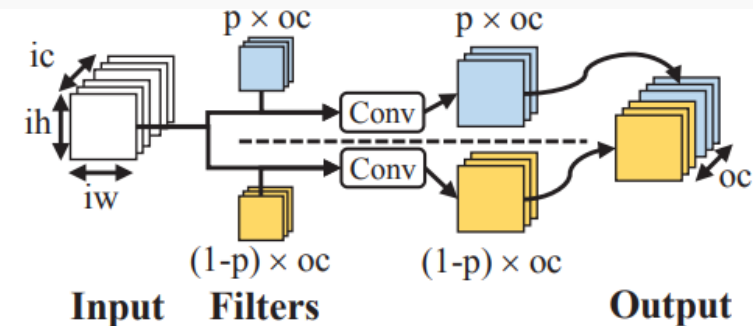 p × oc
p × oc
ic
ih
Conv
Conv
iw
oc
(1-p) × oc
(1-p) × oc
Input
Filters
Output